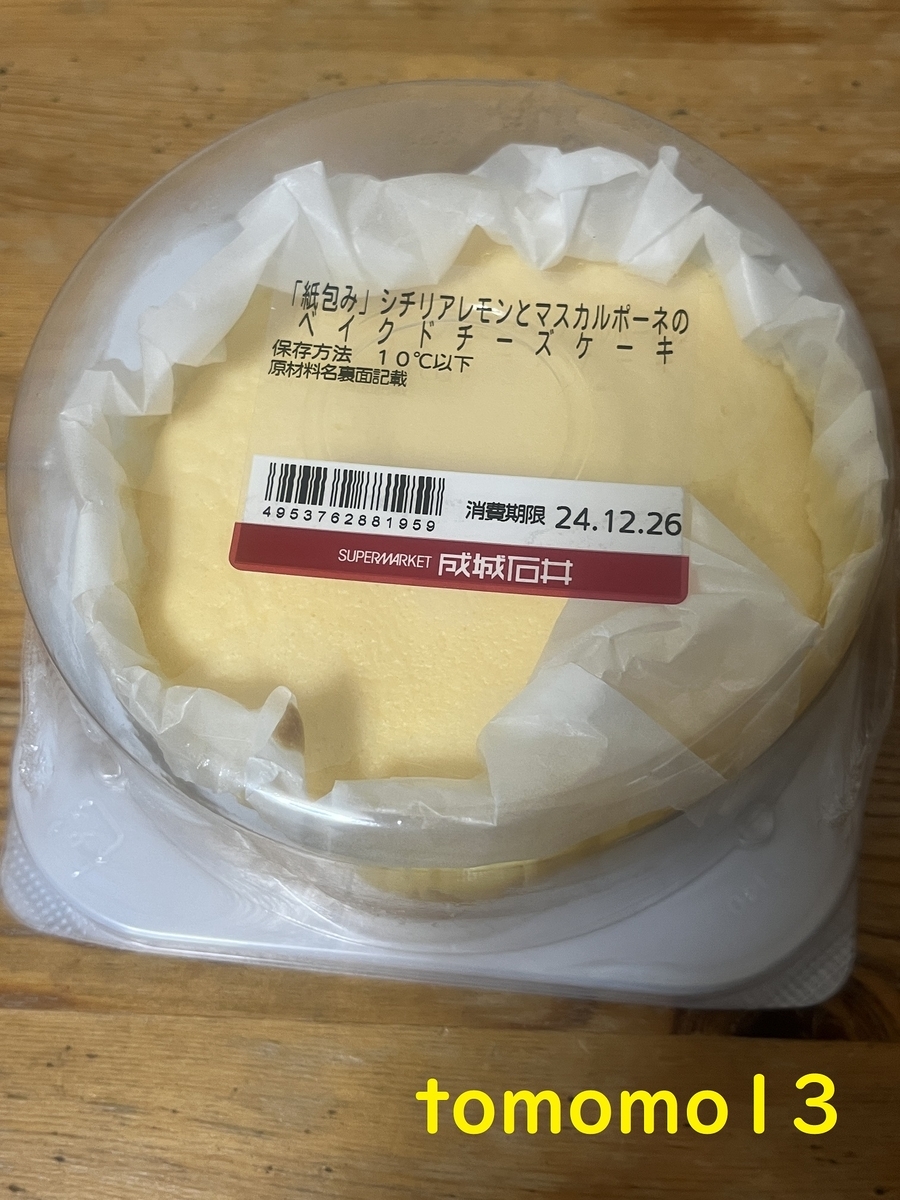 「紙包み」シチリアレモンとマスカルポーネの
ベイクドチーズケーキ
保存方法　10℃以下
原材料名裏面記載
4953762881959
消費期限 24.12.26
SUPERMARKET 成城石井
tomomo13